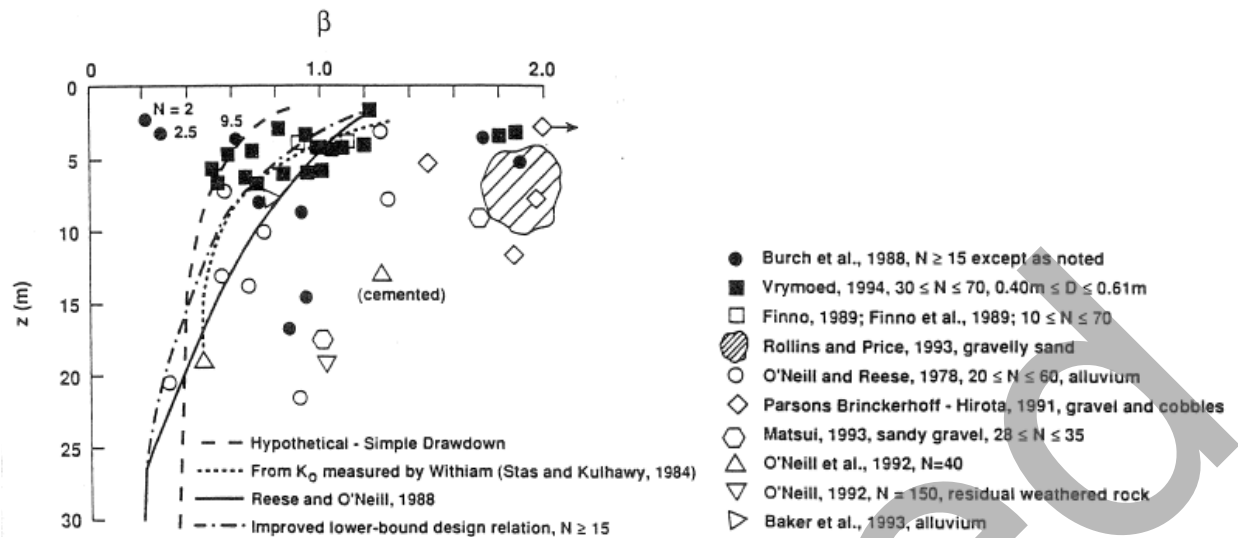 β
0 1.0 2.0
0
N = 2
2.5
9.5
5
10
15
20
25
30
z (m)
(cemented)
Hypothetical - Simple Drawdown
From K₀ measured by Withiam (Stas and Kulhawy, 1984)
Reese and O'Neill, 1988
Improved lower-bound design relation, N ≥ 15
Burch et al., 1988, N ≥ 15 except as noted
Vrymoed, 1994, 30 ≤ N ≤ 70, 0.40m ≤ D ≤ 0.61m
Finno, 1989; Finno et al., 1989; 10 ≤ N ≤ 70
Rollins and Price, 1993, gravelly sand
O'Neill and Reese, 1978, 20 ≤ N ≤ 60, alluvium
Parsons Brinckerhoff - Hirota, 1991, gravel and cobbles
Matsui, 1993, sandy gravel, 28 ≤ N ≤ 35
O'Neill et al., 1992, N=40
O'Neill, 1992, N = 150, residual weathered rock
Baker et al., 1993, alluvium